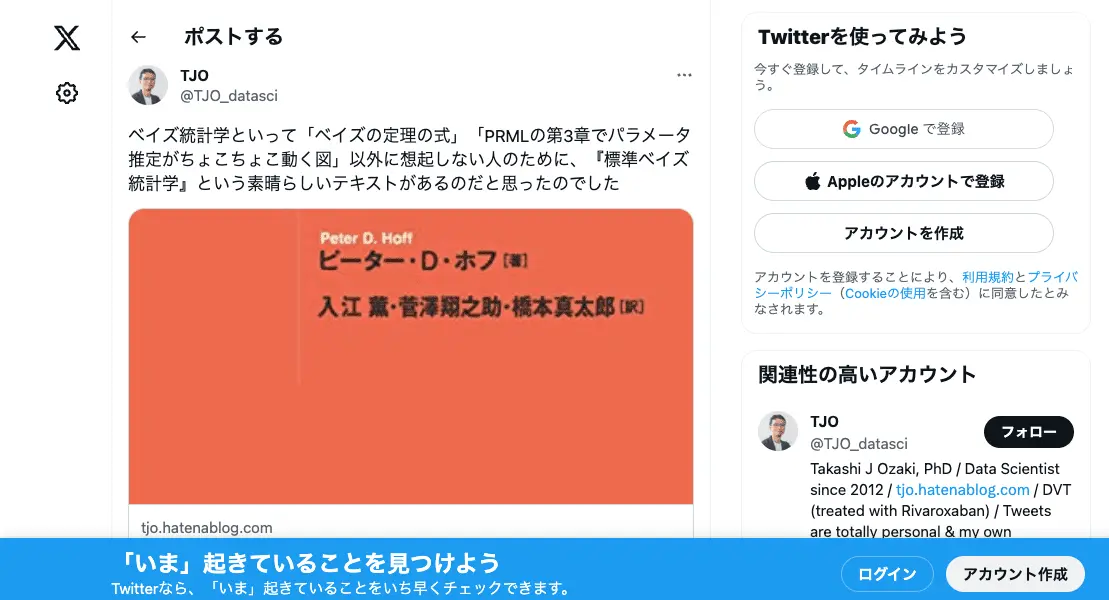 ポストする
TJO
@TJO_datasci
ベイズ統計学といって「ベイズの定理の式」「PRMLの第3章でパラメータ
推定がちょこちょこ動く図」以外に想起しない人のために、『標準ベイズ
統計学』という素晴らしいテキストがあるのだと思ったのでした
Peter D. Hoff
ピーター・D・ホフ[著]
入江 薫・菅澤翔之助・橋本真太郎[訳]
tjo.hatenablog.com
Twitterを使ってみよう
今すぐ登録して、タイムラインをカスタマイズしましょ
う。
Google で登録
Appleのアカウントで登録
アカウントを作成
アカウントを登録することにより、利用規約とプライバ
シーポリシー（Cookieの使用を含む）に同意したとみ
なされます。
関連性の高いアカウント
TJO
@TJO_datasci
フォロー
Takashi J Ozaki, PhD / Data Scientist
since 2012 / tjo.hatenablog.com / DVT
(treated with Rivaroxaban) / Tweets
are totally personal & my own
「いま」起きていることを見つけよう
Twitterなら、「いま」起きていることをいち早くチェックできます。
ログイン
アカウント作成